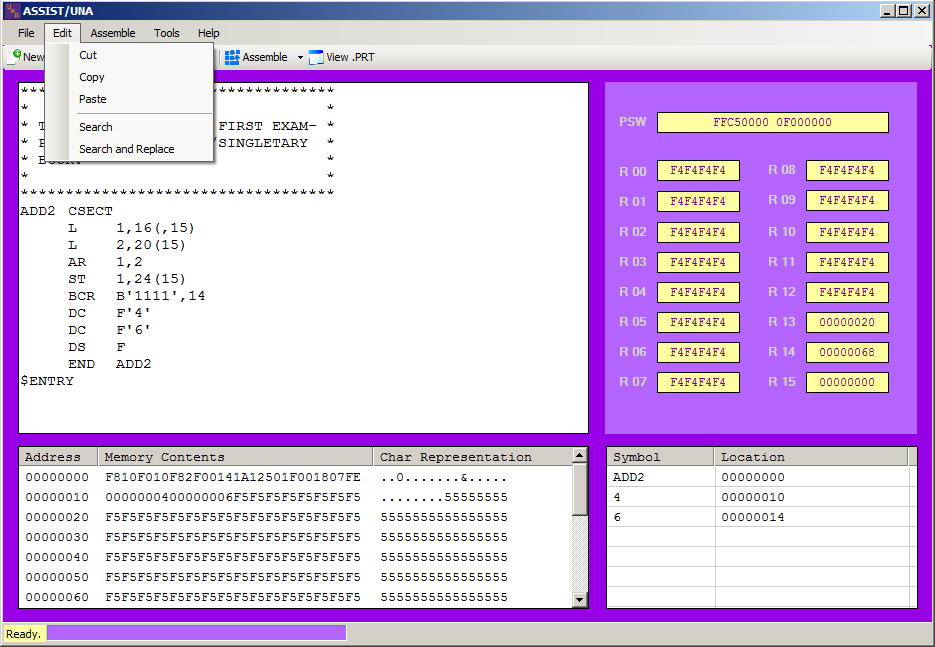 ASSIST/UNA
File Edit Assemble Tools Help
New Assemble View .PRT
Cut
Copy
Paste
Search
Search and Replace
**************************
* *
* T FIRST EXAM- *
* /SINGLETARY *
* BOOK. *
* *
**************************
ADD2 CSECT
L 1,16(,15)
L 2,20(15)
AR 1,2
ST 1,24(15)
BCR B'1111',14
DC F'4'
DC F'6'
DS F
END ADD2
$ENTRY
PSW FFC50000 0F000000
R 00 F4F4F4F4 R 08 F4F4F4F4
R 01 F4F4F4F4 R 09 F4F4F4F4
R 02 F4F4F4F4 R 10 F4F4F4F4
R 03 F4F4F4F4 R 11 F4F4F4F4
R 04 F4F4F4F4 R 12 F4F4F4F4
R 05 F4F4F4F4 R 13 00000020
R 06 F4F4F4F4 R 14 00000068
R 07 F4F4F4F4 R 15 00000000
Address Memory Contents Char Representation
00000000 F810F010F82F00141A12501F001807FE ..0.......&.....
00000010 0000000400000006F5F5F5F5F5F5F5F5 ........55555555
00000020 F5F5F5F5F5F5F5F5F5F5F5F5F5F5F5F5 5555555555555555
00000030 F5F5F5F5F5F5F5F5F5F5F5F5F5F5F5F5 5555555555555555
00000040 F5F5F5F5F5F5F5F5F5F5F5F5F5F5F5F5 5555555555555555
00000050 F5F5F5F5F5F5F5F5F5F5F5F5F5F5F5F5 5555555555555555
00000060 F5F5F5F5F5F5F5F5F5F5F5F5F5F5F5F5 5555555555555555
Symbol Location
ADD2 00000000
4 00000010
6 00000014
Ready.